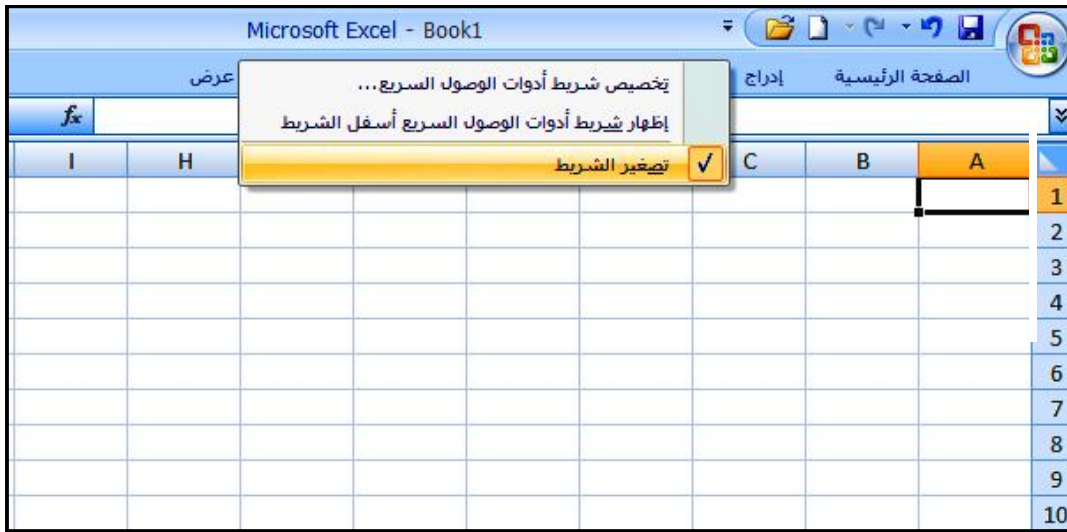 Microsoft Excel - Book1
الصفحة الرئيسية إدراج عرض
تخصيص شريط أدوات الوصول السريع...
إظهار شريط أدوات الوصول السريع أسفل الشريط
تصغير الشريط
fx
A B C H I
1
2
3
4
5
6
7
8
9
10